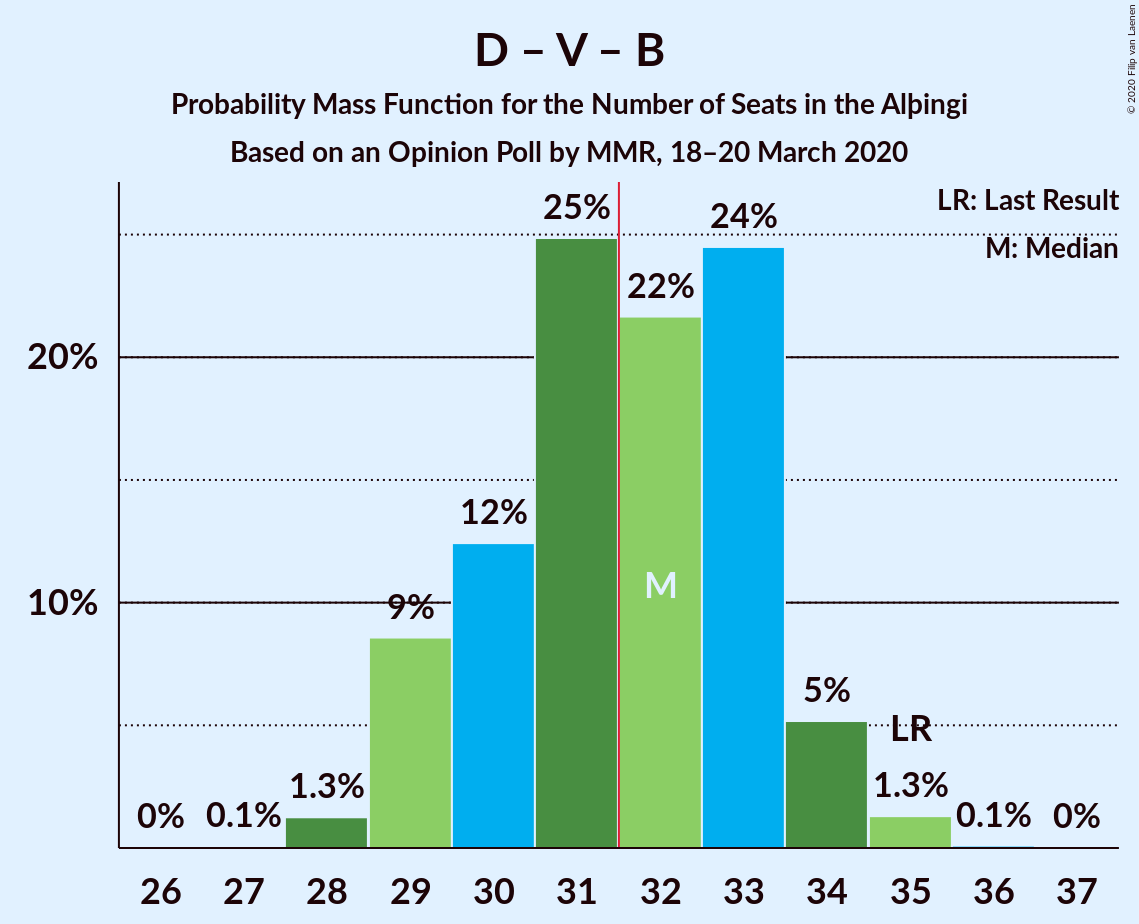 D – V – B
Probability Mass Function for the Number of Seats in the Alþingi
Based on an Opinion Poll by MMR, 18–20 March 2020
© 2020 Filip van Laenen
LR: Last Result
M: Median
25%
24%
22%
20%
12%
M
10%
9%
5%
LR
0%
0.1%
1.3%
1.3%
0.1%
0%
26 27 28 29 30 31 32 33 34 35 36 37